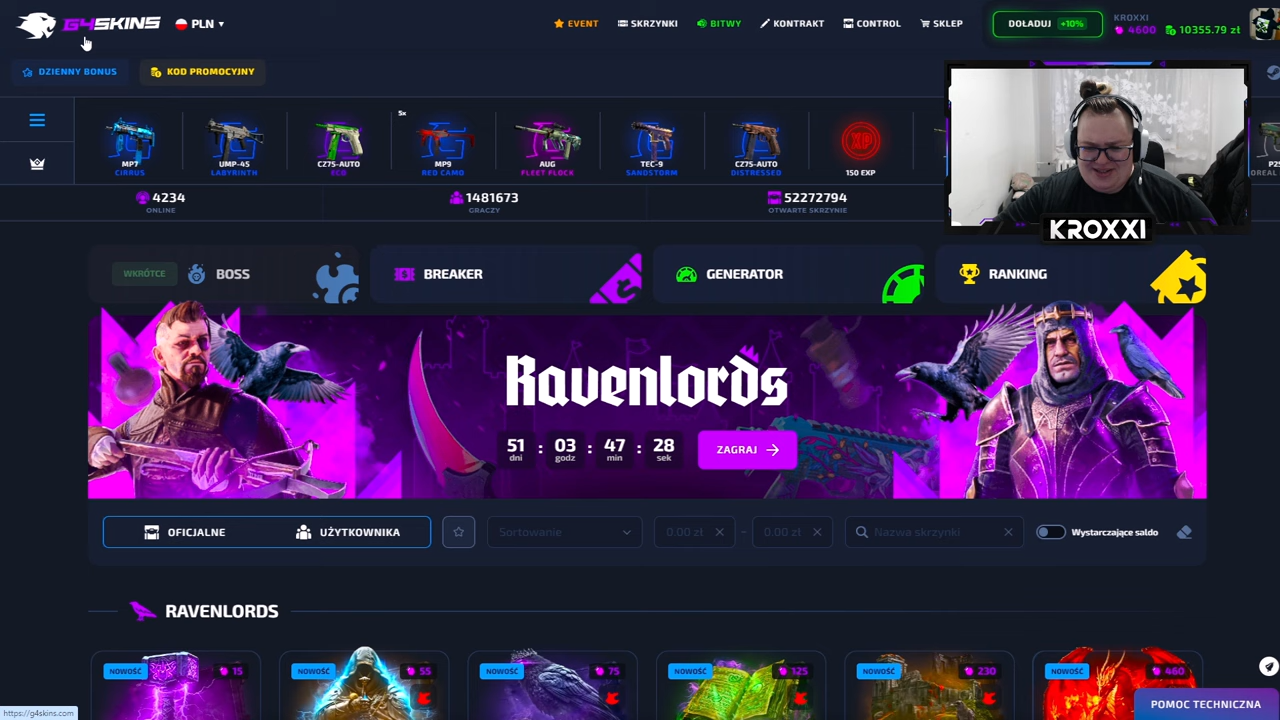 G4SKINS
PLN
EVENT
SKRZYNKI
BITWY
KONTRAKT
CONTROL
SKLEP
DOŁADUJ +10%
KROXXI
4600
10355.79 zł
DZIENNY BONUS
KOD PROMOCYJNY
MP7
CIRRUS
UMP-45
LABYRINTH
CZ75-AUTO
ECO
5x
MP9
RED CAMO
AUG
FLEET FLOCK
TEC-9
SANDSTORM
CZ75-AUTO
DISTRESSED
XP
150 EXP
4234
ONLINE
1481673
GRACZY
52272794
OTWARTE SKRZYNIE
KROXXI
WKRÓTCE
BOSS
BREAKER
GENERATOR
RANKING
Ravenlords
51 : 03 : 47 : 28
dni godz min sek
ZAGRAJ
OFICJALNE
UŻYTKOWNIKA
Sortowanie
0.00 zł
–
0.00 zł
Nazwa skrzynki
Wystarczające saldo
RAVENLORDS
NOWOŚĆ 15
NOWOŚĆ 55
NOWOŚĆ 75
NOWOŚĆ 125
NOWOŚĆ 230
NOWOŚĆ 460
POMOC TECHNICZNA
https://g4skins.com